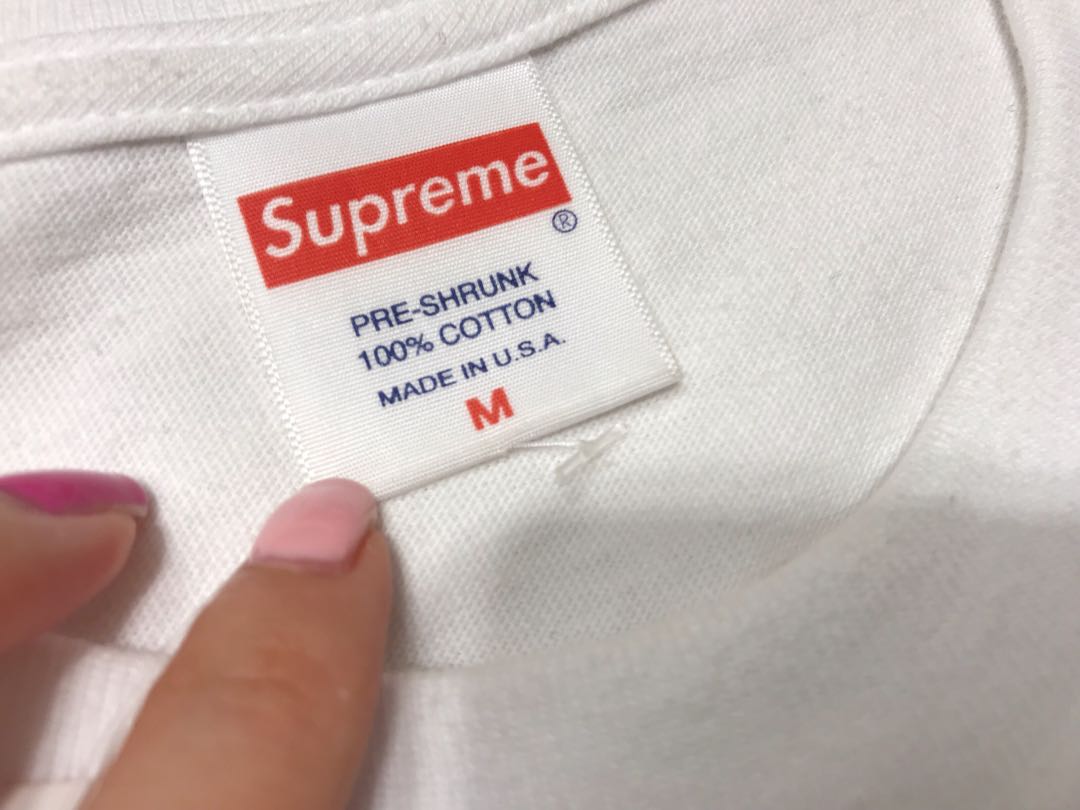 Supreme
®
PRE-SHRUNK
100% COTTON
MADE IN U.S.A.
M